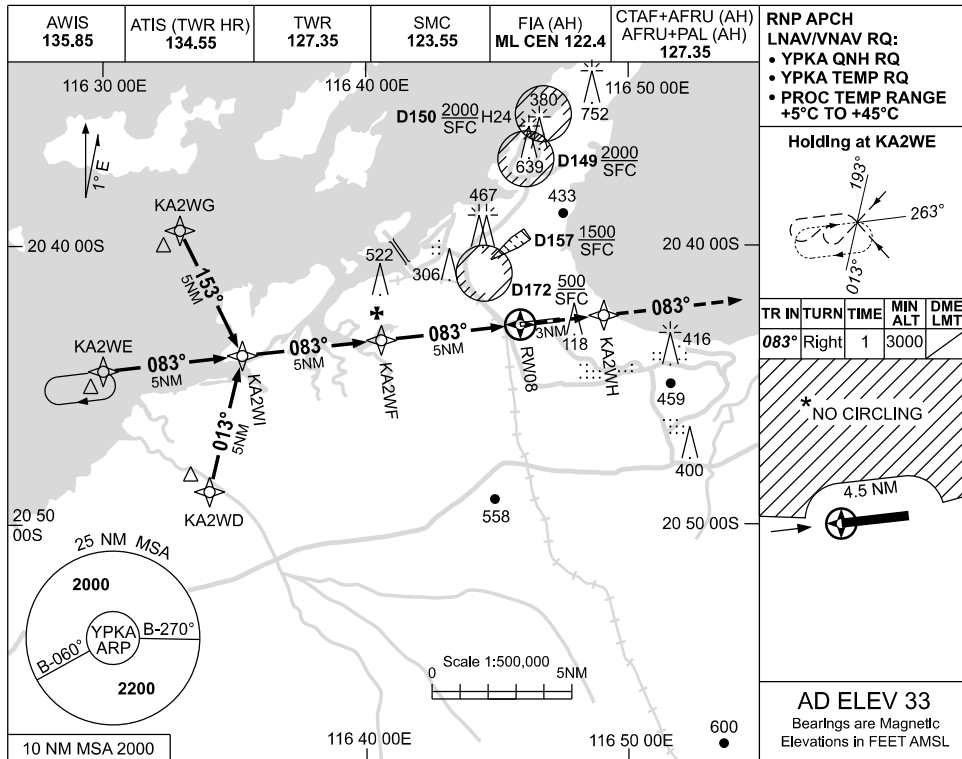 AWIS
135.85
ATIS (TWR HR)
134.55
TWR
127.35
SMC
123.55
FIA (AH)
ML CEN 122.4
CTAF+AFRU (AH)
AFRU+PAL (AH)
127.35
RNP APCH
LNAV/VNAV RQ:
• YPKA QNH RQ
• YPKA TEMP RQ
• PROC TEMP RANGE
+5°C TO +45°C
Holding at KA2WE
193°
263°
013°
TR IN TURN TIME MIN ALT DME LMT
083° Right 1 3000
* NO CIRCLING
4.5 NM
AD ELEV 33
Bearings are Magnetic
Elevations in FEET AMSL
116 30 00E
116 40 00E
116 50 00E
1° E
D150 2000 SFC H24
380
752
639
D149 2000 SFC
KA2WG
467
433
20 40 00S
20 40 00S
D157 1500 SFC
522
306
153°
5NM
D172 500 SFC
KA2WE
083°
5NM
083°
5NM
083°
5NM
3NM
083°
118
416
KA2WI
KA2WF
RW08
KA2WH
013°
5NM
459
400
KA2WD
558
20 50 00S
20 50 00S
25 NM MSA
2000
YPKA
ARP
B-270°
B-060°
2200
Scale 1:500,000
0 5NM
600
10 NM MSA 2000
116 40 00E
116 50 00E